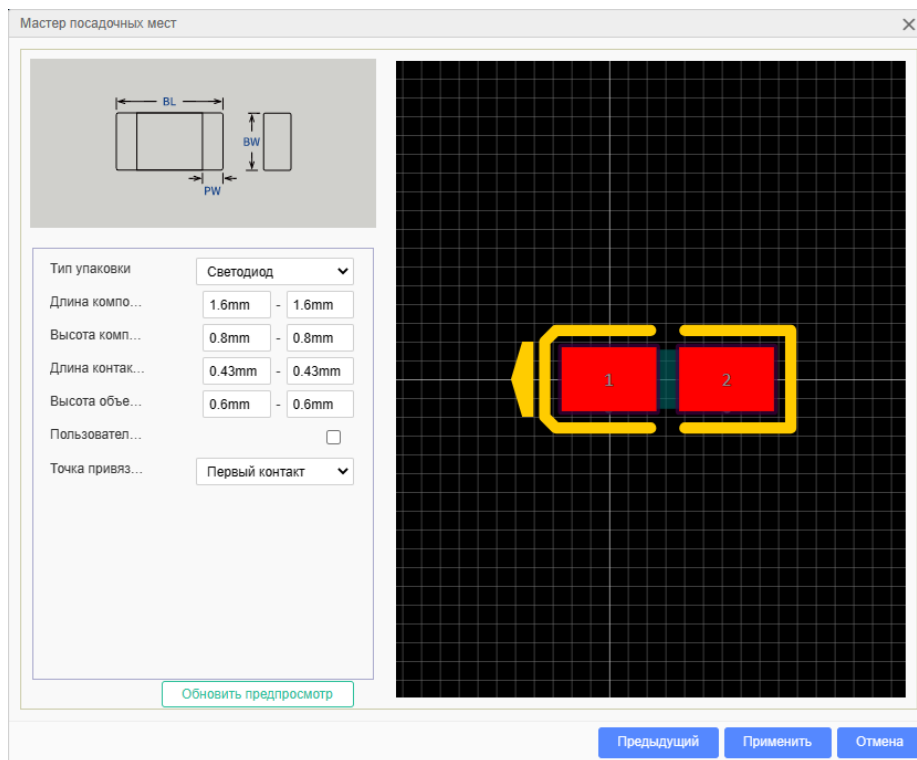 Мастер посадочных мест
BL
BW
PW
Тип упаковки Светодиод
Длина компо... 1.6mm - 1.6mm
Высота комп... 0.8mm - 0.8mm
Длина контак... 0.43mm - 0.43mm
Высота объе... 0.6mm - 0.6mm
Пользовател...
Точка привяз... Первый контакт
Обновить предпросмотр
1 2
Предыдущий Применить Отмена